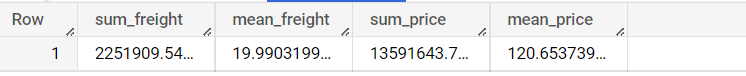 Row sum_freight mean_freight sum_price mean_price
1 2251909.54… 19.9903199… 13591643.7… 120.653739…